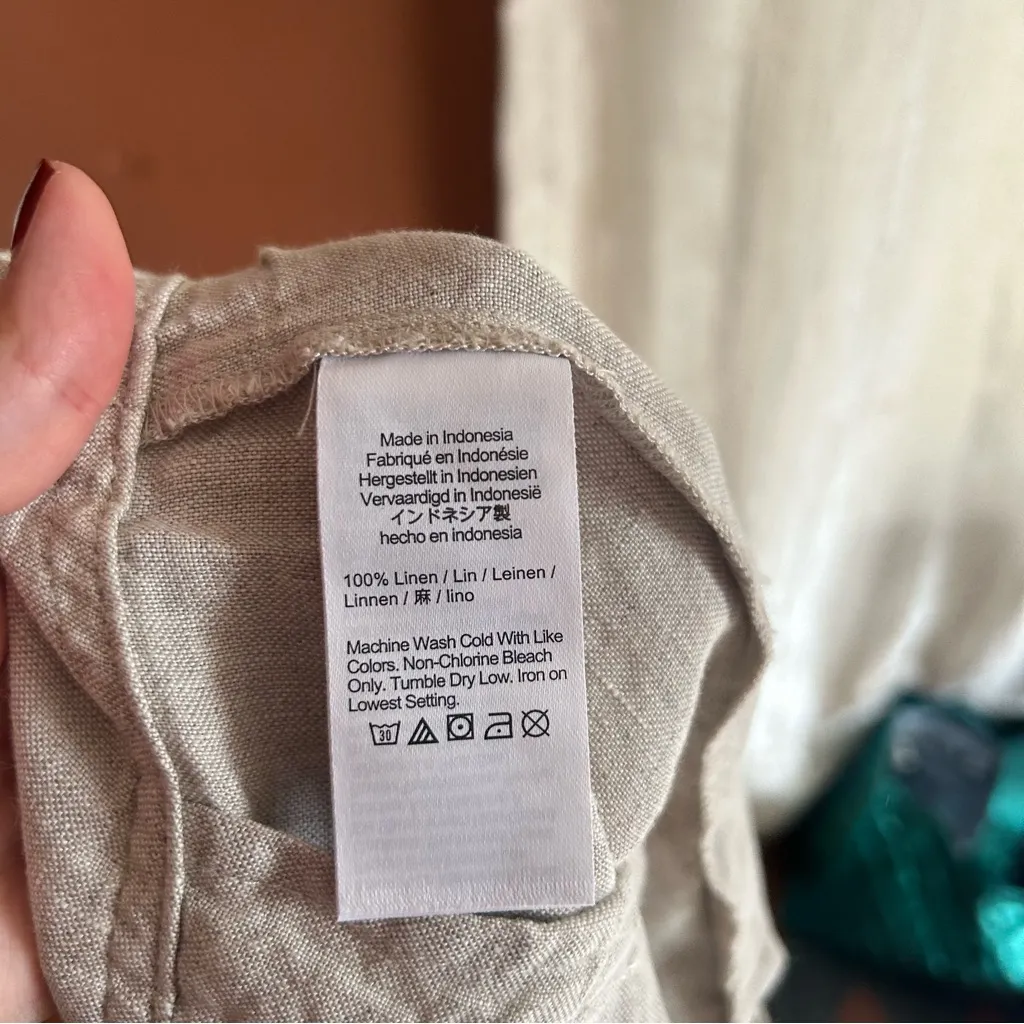 Made in Indonesia
Fabriqué en Indonésie
Hergestellt in Indonesien
Vervaardigd in Indonesië
インドネシア製
hecho en indonesia
100% Linen / Lin / Leinen /
Linnen / 麻 / lino
Machine Wash Cold With Like
Colors. Non-Chlorine Bleach
Only. Tumble Dry Low. Iron on
Lowest Setting.
30